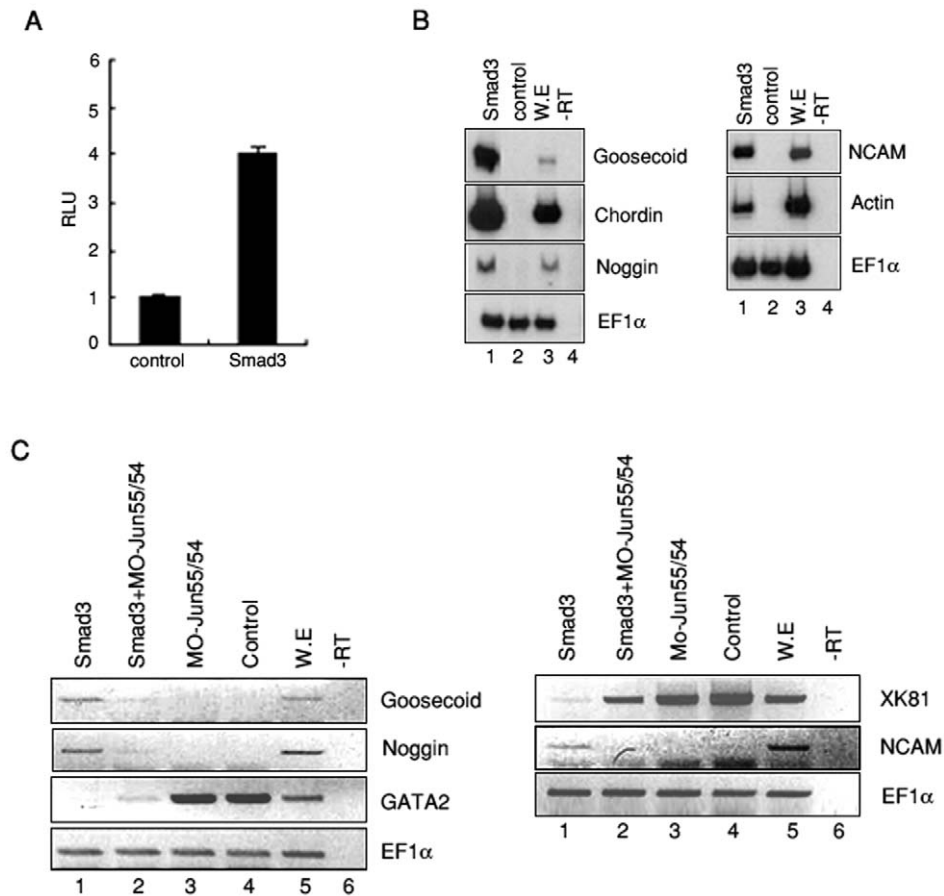 A
6
5
4
3
2
1
0
RLU
control
Smad3
B
Smad3
control
W.E
-RT
Goosecoid
Chordin
Noggin
EF1α
1 2 3 4
Smad3
control
W.E
-RT
NCAM
Actin
EF1α
1 2 3 4
C
Smad3
Smad3+MO-Jun55/54
MO-Jun55/54
Control
W.E
-RT
Goosecoid
Noggin
GATA2
EF1α
1 2 3 4 5 6
Smad3
Smad3+MO-Jun55/54
Mo-Jun55/54
Control
W.E
-RT
XK81
NCAM
EF1α
1 2 3 4 5 6